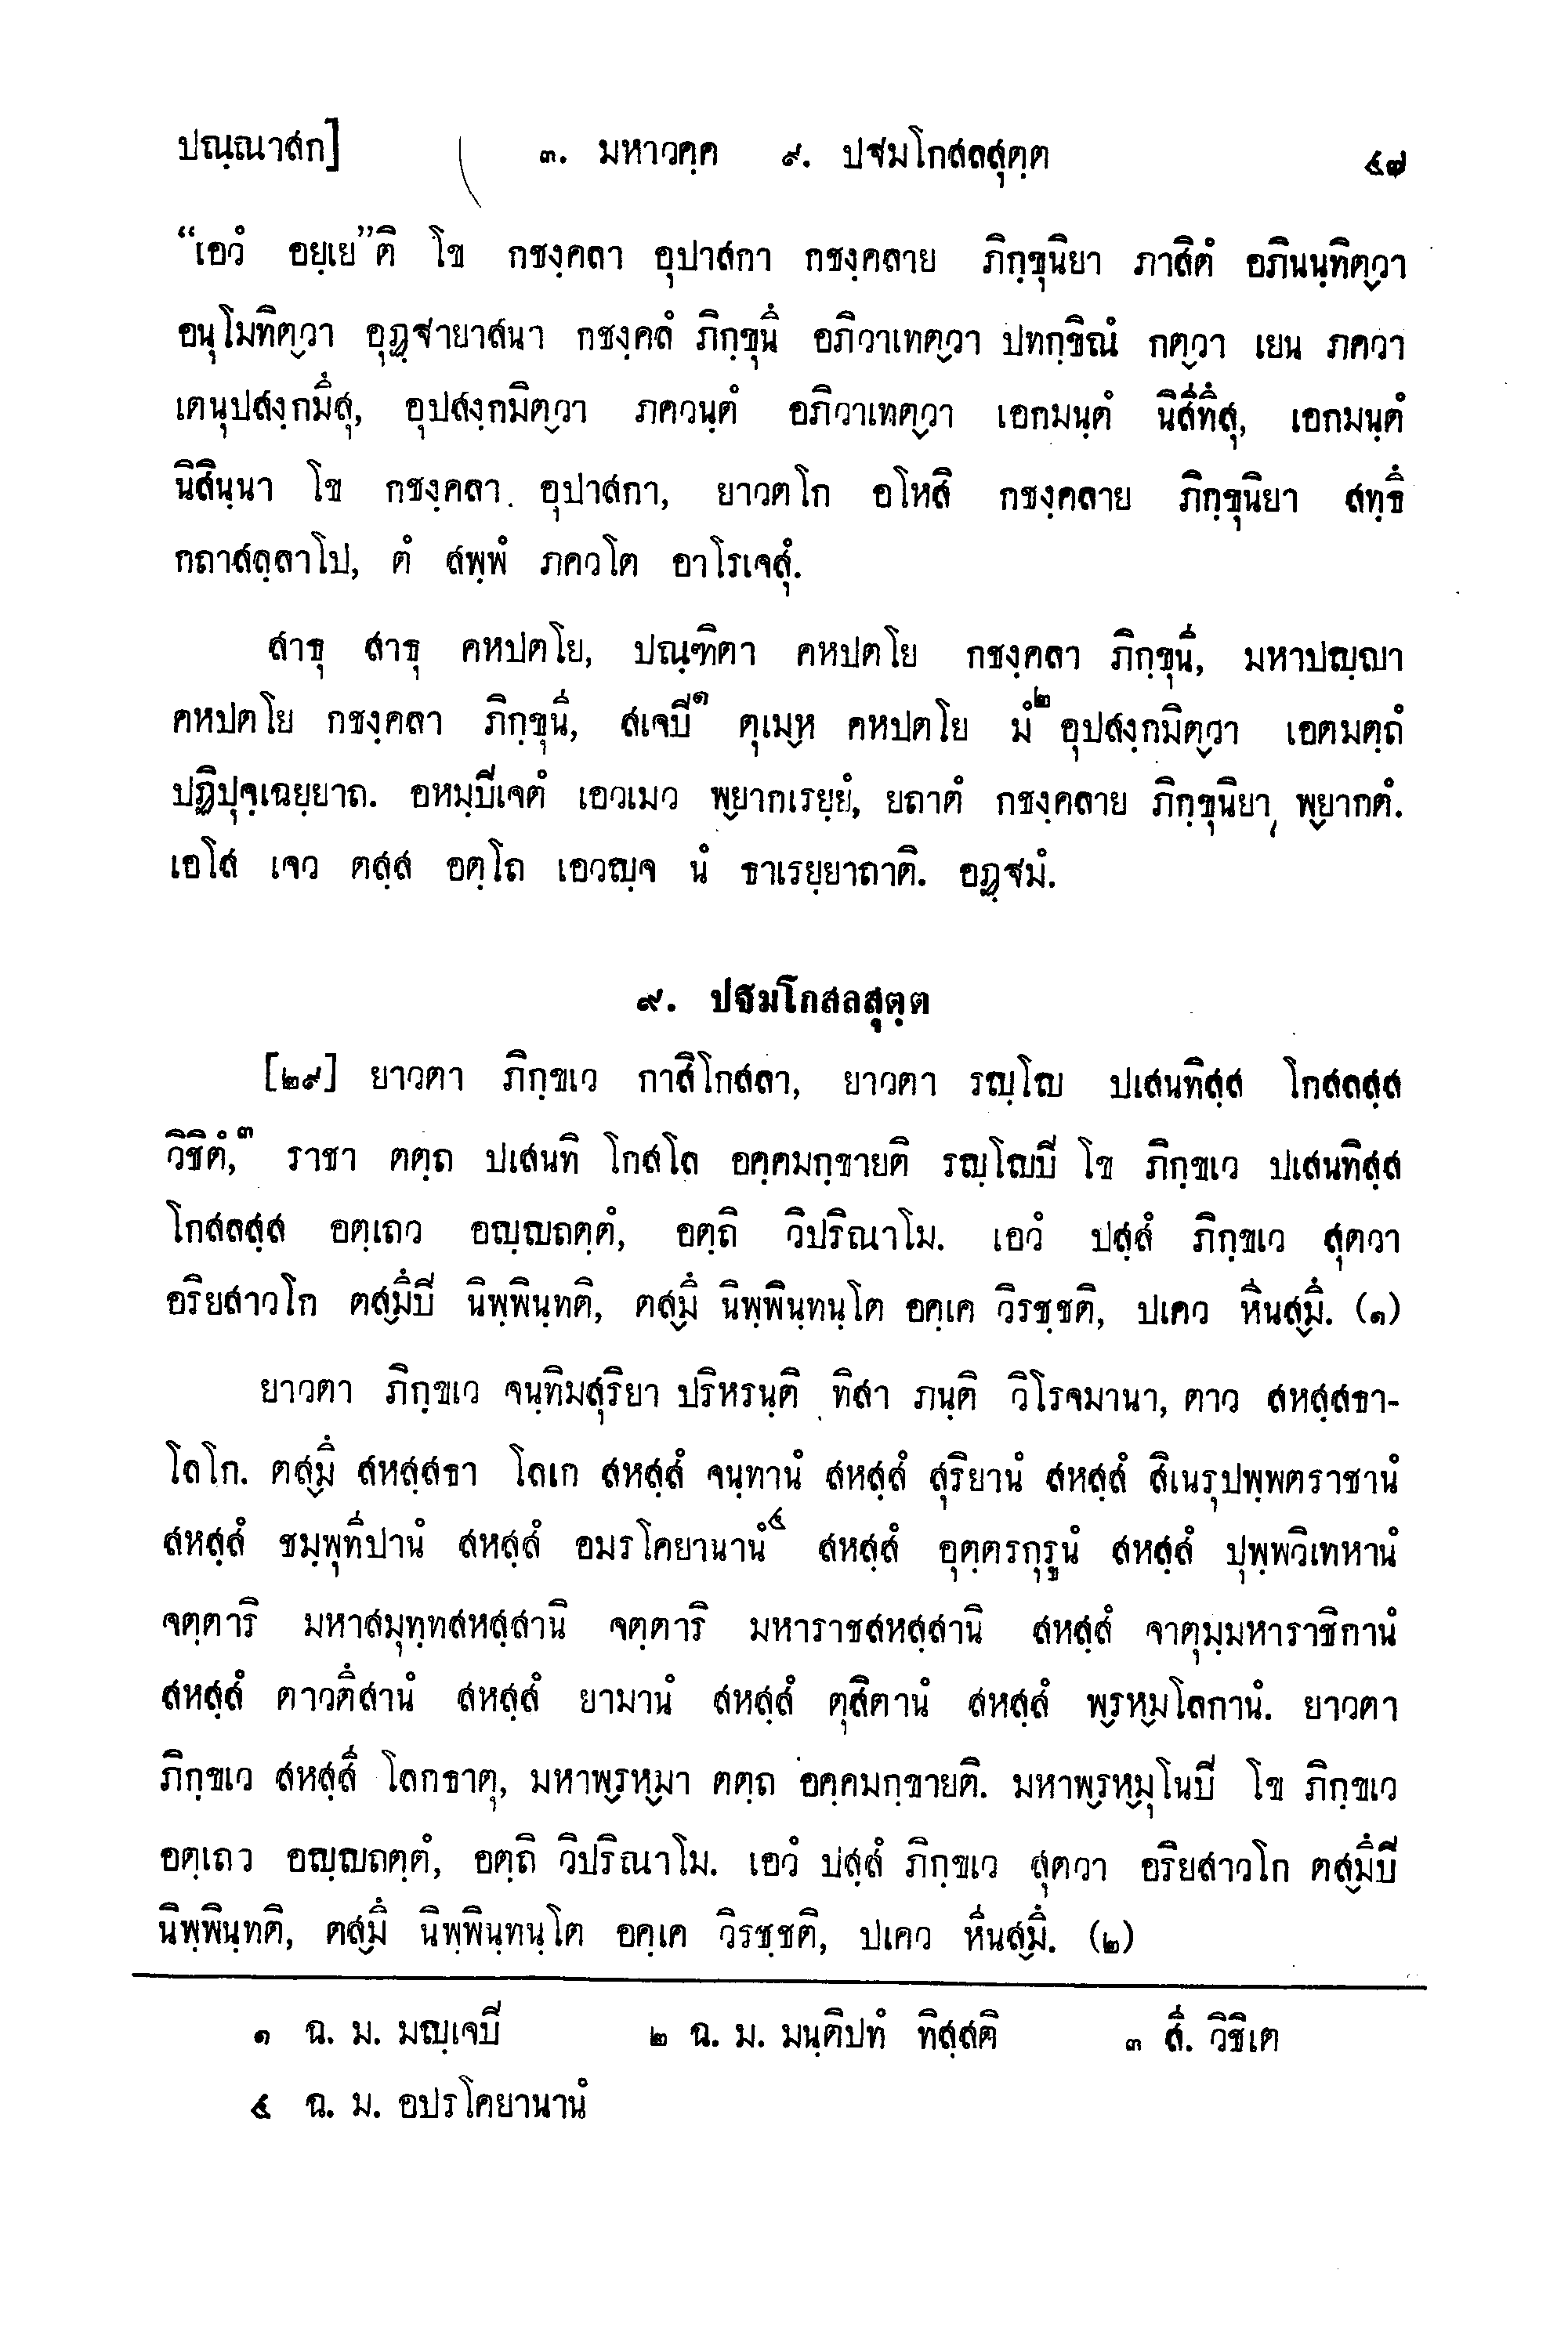 ปณฺณาสก] ๓. มหาวคฺค ๙. ปฐมโกสลสุตฺต ๔๗
“เอวํ อยฺเย”ติ โข กชงฺคลา อุปาสกา กชงฺคลาย ภิกฺขุนิยา ภาสิตํ อภินนฺทิตฺวา
อนุโมทิตฺวา อุฏฺฐายาสนา กชงฺคลํ ภิกฺขุนึ อภิวาเทตฺวา ปทกฺขิณํ กตฺวา เยน ภควา
เตนุปสงฺกมึสุ, อุปสงฺกมิตฺวา ภควนฺตํ อภิวาเทตฺวา เอกมนฺตํ นิสีทึสุ, เอกมนฺตํ
นิสินฺนา โข กชงฺคลา อุปาสกา, ยาวตโก อโหสิ กชงฺคลาย ภิกฺขุนิยา สทฺธึ
กถาสลฺลาโป, ตํ สพฺพํ ภควโต อาโรเจสุํ.
สาธุ สาธุ คหปตโย, ปณฺฑิตา คหปตโย กชงฺคลา ภิกฺขุนี, มหาปญฺญา
คหปตโย กชงฺคลา ภิกฺขุนี, สเจปิ๑ ตุเมฺห คหปตโย มํ๒ อุปสงฺกมิตฺวา เอตมตฺถํ
ปฏิปุจฺเฉยฺยาถ. อหมฺปิเจตํ เอวเมว พฺยากเรยฺยํ, ยถาตํ กชงฺคลาย ภิกฺขุนิยา พฺยากตํ.
เอโส เจว ตสฺส อตฺโถ เอวญฺจ นํ ธาเรยฺยาถาติ. อฏฺฐมํ.
๙. ปฐมโกสลสุตฺต
[๒๙] ยาวตา ภิกฺขเว กาสิโกสลา, ยาวตา รญฺโญ ปเสนทิสฺส โกสลสฺส
วิชิตํ,๓ ราชา ตตฺถ ปเสนทิ โกสโล อคฺคมกฺขายติ รญฺโญปิ โข ภิกฺขเว ปเสนทิสฺส
โกสลสฺส อตฺเถว อญฺญถตฺตํ, อตฺถิ วิปริณาโม. เอวํ ปสฺสํ ภิกฺขเว สุตวา
อริยสาวโก ตสฺมึปิ นิพฺพินฺทติ, ตสฺมึ นิพฺพินฺทนฺโต อคฺเค วิรชฺชติ, ปเคว หีนสฺมึ. (๑)
ยาวตา ภิกฺขเว จนฺทิมสุริยา ปริหรนฺติ ทิสา ภนฺติ วิโรจมานา, ตาว สหสฺสธา-
โลโก. ตสฺมึ สหสฺสธา โลเก สหสฺสํ จนฺทานํ สหสฺสํ สุริยานํ สหสฺสํ สิเนรุปพฺพตราชานํ
สหสฺสํ ชมฺพุทีปานํ สหสฺสํ อมรโคยานานํ๔ สหสฺสํ อุตฺตรกุรูนํ สหสฺสํ ปุพฺพวิเทหานํ
จตฺตาริ มหาสมุทฺทสหสฺสานิ จตฺตาริ มหาราชสหสฺสานิ สหสฺสํ จาตุมฺมหาราชิกานํ
สหสฺสํ ตาวตึสานํ สหสฺสํ ยามานํ สหสฺสํ ตุสิตานํ สหสฺสํ พฺรหฺมโลกานํ. ยาวตา
ภิกฺขเว สหสฺสี โลกธาตุ, มหาพฺรหฺมา ตตฺถ อคฺคมกฺขายติ. มหาพฺรหฺมุโนปิ โข ภิกฺขเว
อตฺเถว อญฺญถตฺตํ, อตฺถิ วิปริณาโม. เอวํ ปสฺสํ ภิกฺขเว สุตวา อริยสาวโก ตสฺมึปิ
นิพฺพินฺทติ, ตสฺมึ นิพฺพินฺทนฺโต อคฺเค วิรชฺชติ, ปเคว หีนสฺมึ. (๒)
๑ ฉ. ม. มญฺเจปิ ๒ ฉ. ม. มนฺติปทํ ทิสฺสติ ๓ สี. วิชิเต
๔ ฉ. ม. อปรโคยานานํ